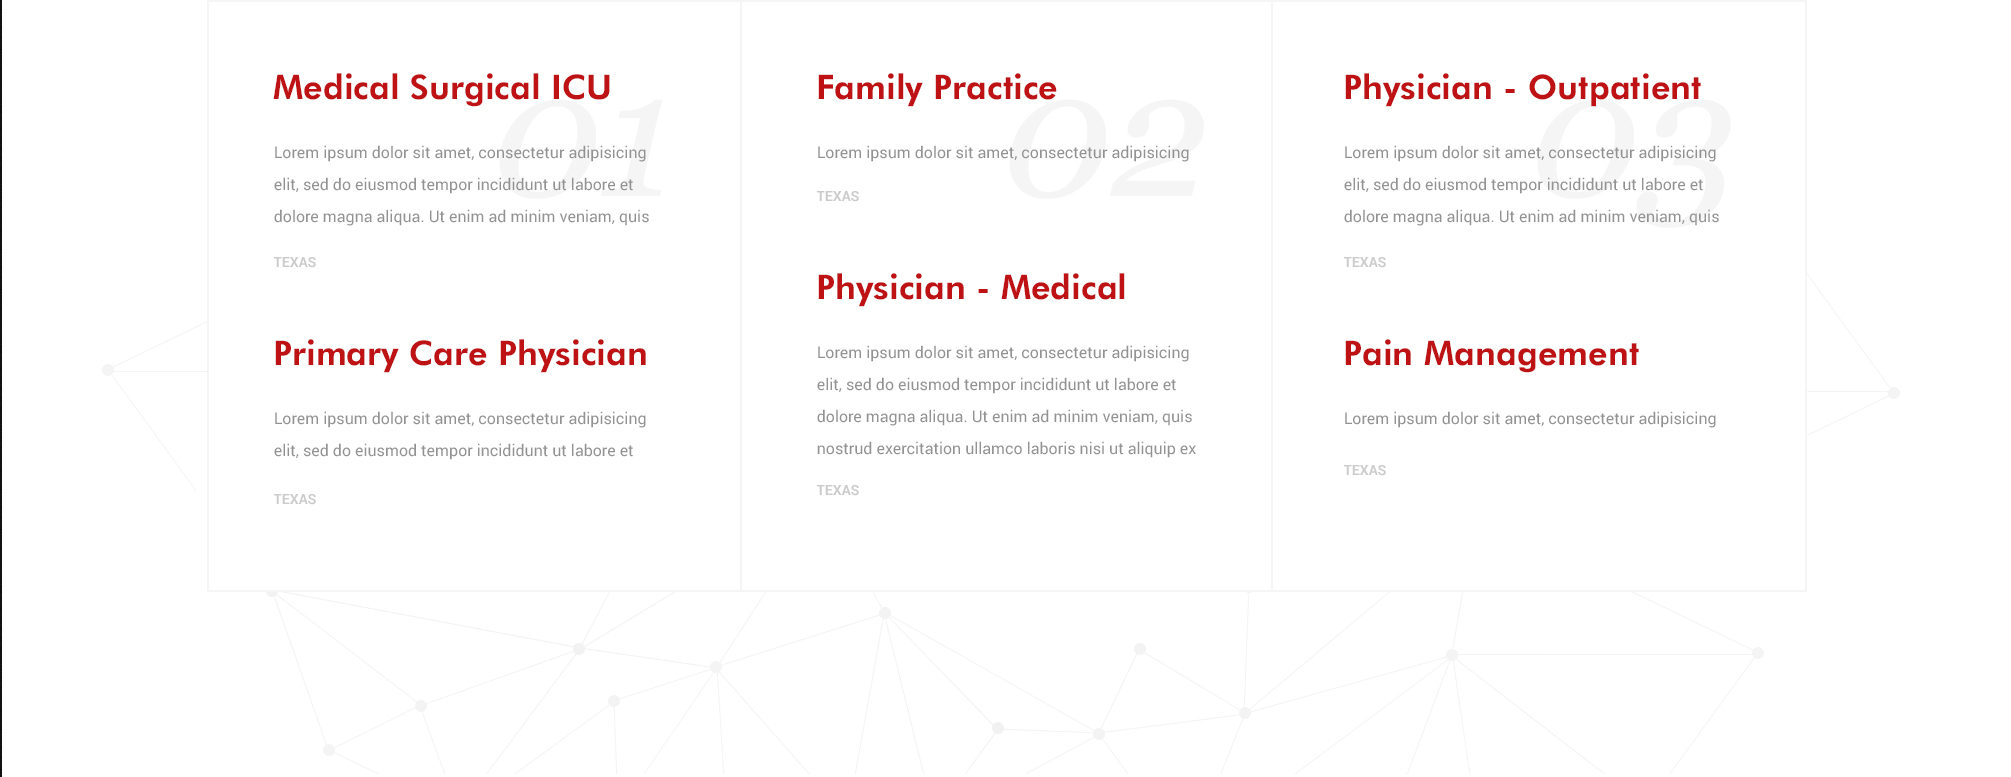 Medical Surgical ICU
01
Lorem ipsum dolor sit amet, consectetur adipisicing
elit, sed do eiusmod tempor incididunt ut labore et
dolore magna aliqua. Ut enim ad minim veniam, quis
TEXAS
Primary Care Physician
Lorem ipsum dolor sit amet, consectetur adipisicing
elit, sed do eiusmod tempor incididunt ut labore et
TEXAS
Family Practice
02
Lorem ipsum dolor sit amet, consectetur adipisicing
TEXAS
Physician - Medical
Lorem ipsum dolor sit amet, consectetur adipisicing
elit, sed do eiusmod tempor incididunt ut labore et
dolore magna aliqua. Ut enim ad minim veniam, quis
nostrud exercitation ullamco laboris nisi ut aliquip ex
TEXAS
Physician - Outpatient
03
Lorem ipsum dolor sit amet, consectetur adipisicing
elit, sed do eiusmod tempor incididunt ut labore et
dolore magna aliqua. Ut enim ad minim veniam, quis
TEXAS
Pain Management
Lorem ipsum dolor sit amet, consectetur adipisicing
TEXAS